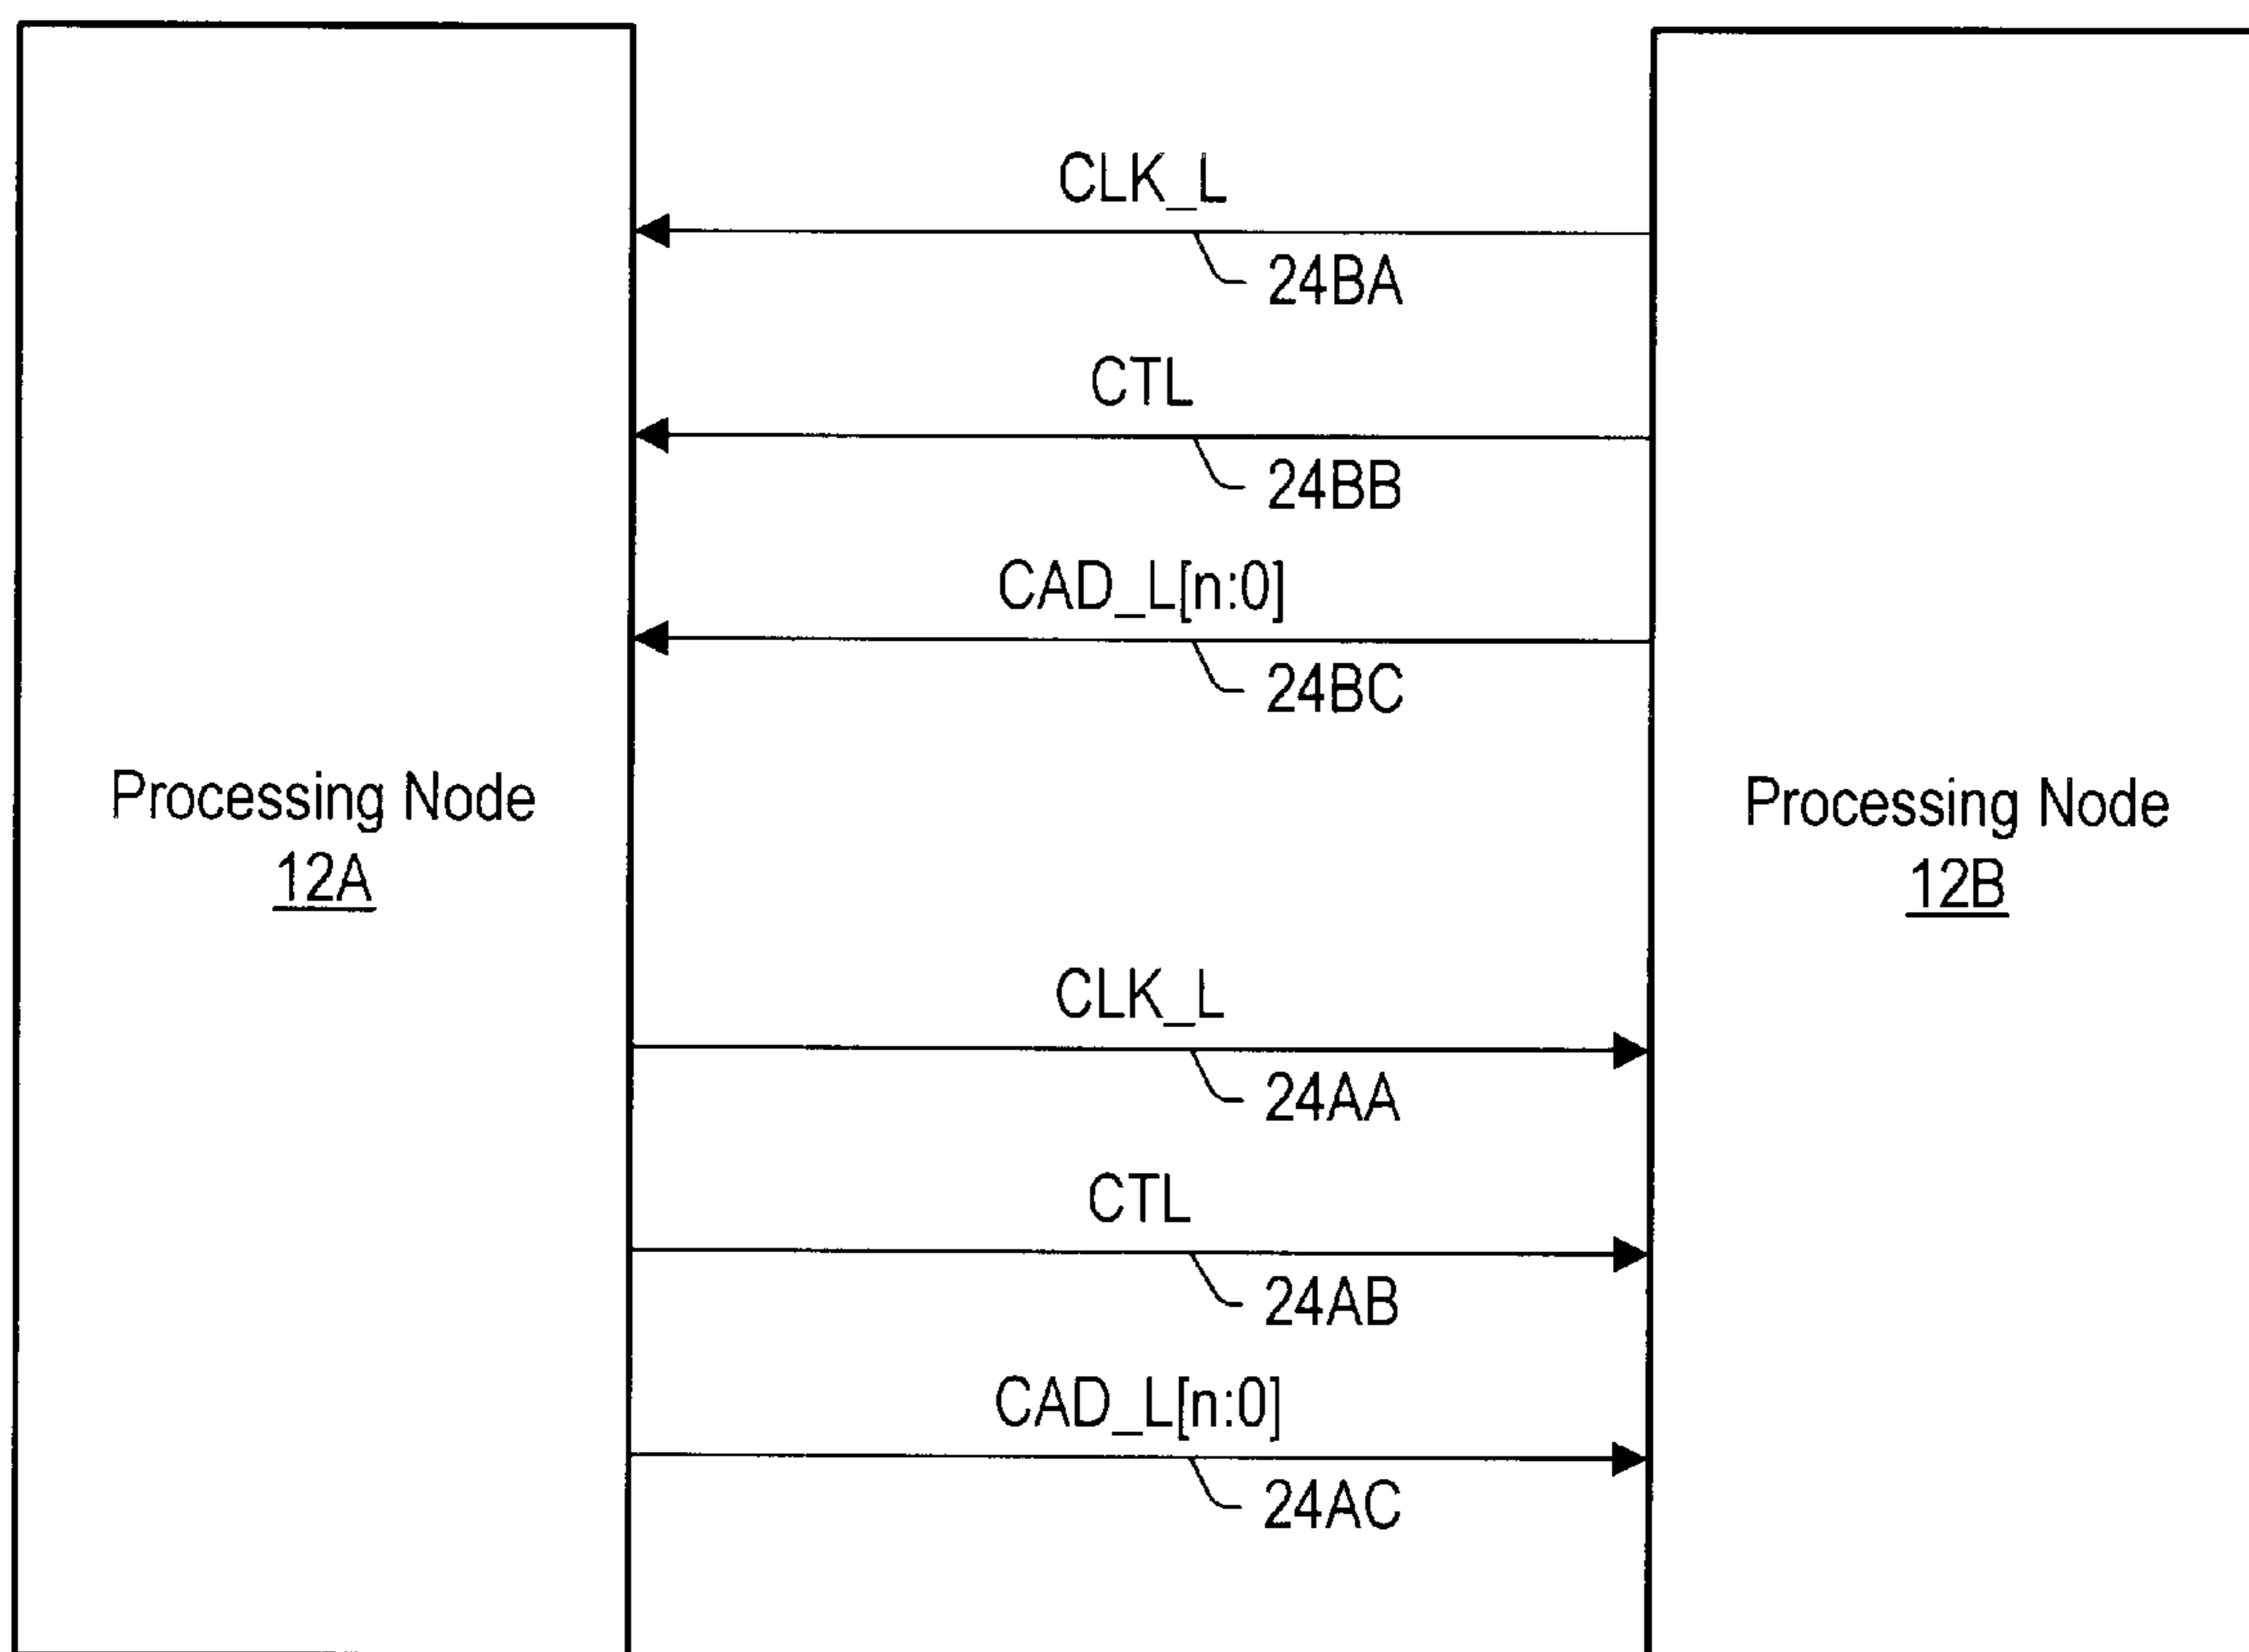 CLK_L
24BA
CTL
24BB
CAD_L[n:0]
24BC
Processing Node
12A
Processing Node
12B
CLK_L
24AA
CTL
24AB
CAD_L[n:0]
24AC